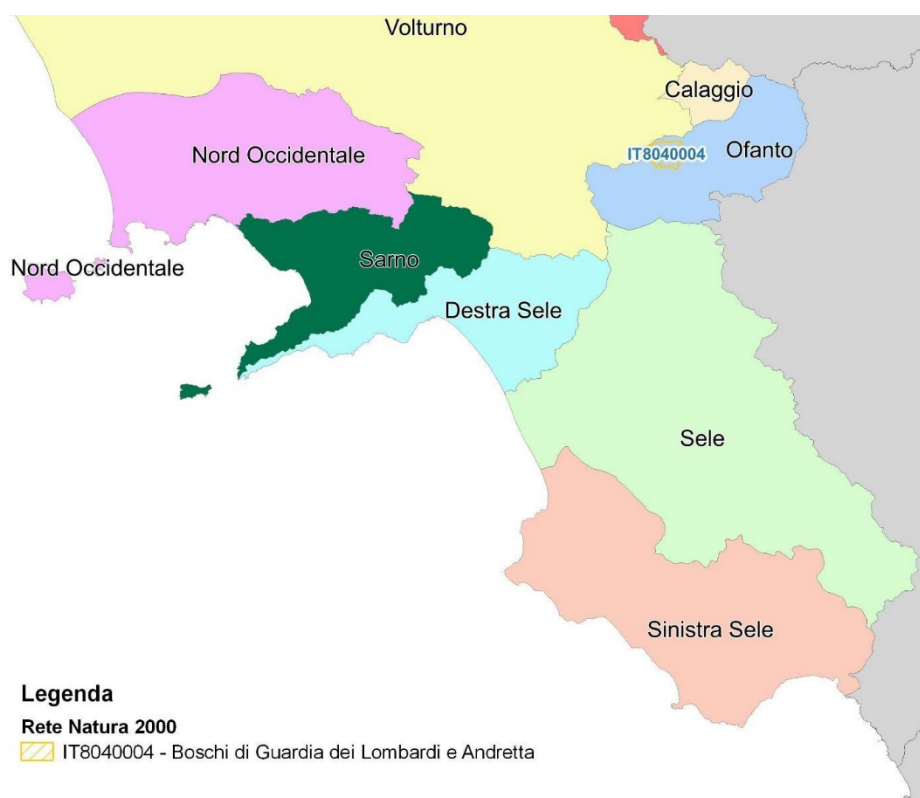 Volturno
Calaggio
Nord Occidentale
IT8040004
Ofanto
Sarno
Nord Occidentale
Destra Sele
Sele
Sinistra Sele
Legenda
Rete Natura 2000
IT8040004 - Boschi di Guardia dei Lombardi e Andretta